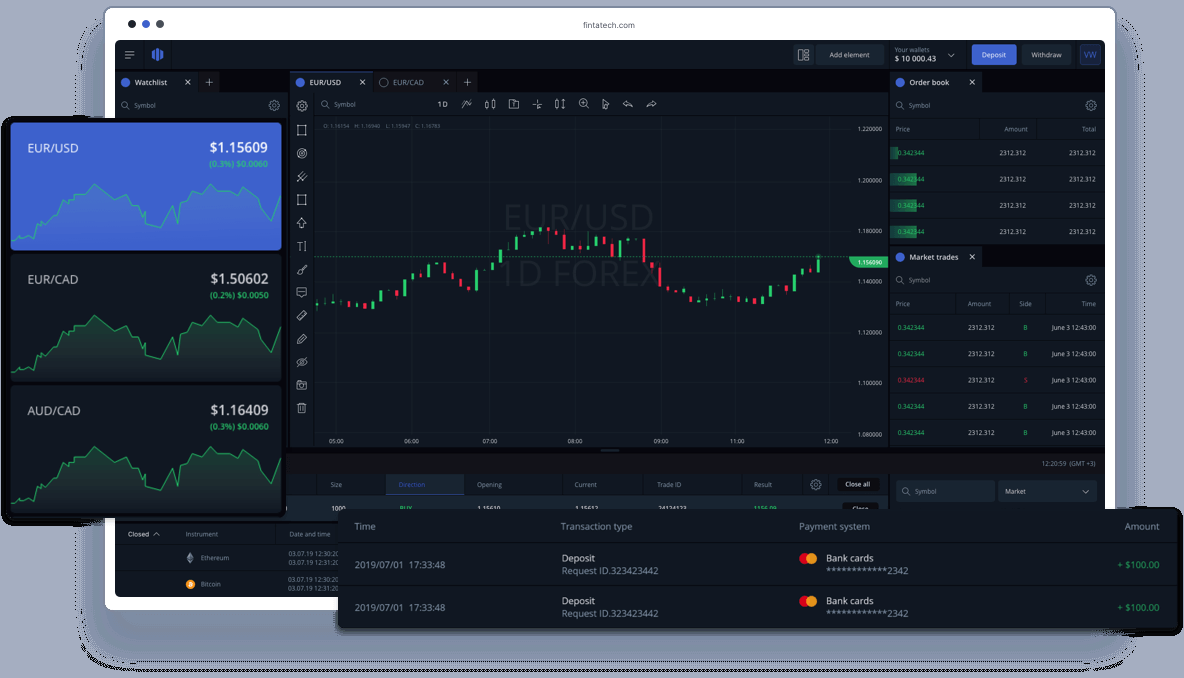 fintatech.com
Add element
Your wallets
$ 10 000.43
Deposit
Withdraw
VW
Watchlist
EUR/USD
EUR/CAD
Order book
Symbol
Symbol
1D
Symbol
O: 1.16154 H: 1.16940 L: 1.15947 C: 1.16783
EUR/USD
1D FOREX
1.220000
1.200000
1.180000
1.156090
1.140000
1.120000
1.100000
1.080000
05:00 06:00 07:00 08:00 09:00 11:00 12:00
EUR/USD
$1.15609
(0.3%) $0.0060
EUR/CAD
$1.50602
(0.2%) $0.0050
AUD/CAD
$1.16409
(0.3%) $0.0060
Price Amount Total
0.342344 2312.312 2312.312
0.342344 2312.312 2312.312
0.342344 2312.312 2312.312
0.342344 2312.312 2312.312
Market trades
Symbol
Price Amount Side Time
0.342344 2312.312 B June 3 12:43:00
0.342344 2312.312 B June 3 12:43:00
0.342344 2312.312 S June 3 12:43:00
0.342344 2312.312 B June 3 12:43:00
0.342344 2312.312 B June 3 12:43:00
12:20:59 (GMT +3)
Size Direction Opening Current Trade ID Result Close all
Symbol
Market
1000 BUY 1.15610 1.15612 24124123 1156.09 Close
Closed Instrument Date and time
Ethereum
03.07.19 12:30:20
03.07.19 12:31:20
Bitcoin
03.07.19 12:30:20
03.07.19 12:31:20
Time Transaction type Payment system Amount
2019/07/01 17:33:48
Deposit
Request ID.323423442
Bank cards
************2342
+ $100.00
2019/07/01 17:33:48
Deposit
Request ID.323423442
Bank cards
************2342
+ $100.00